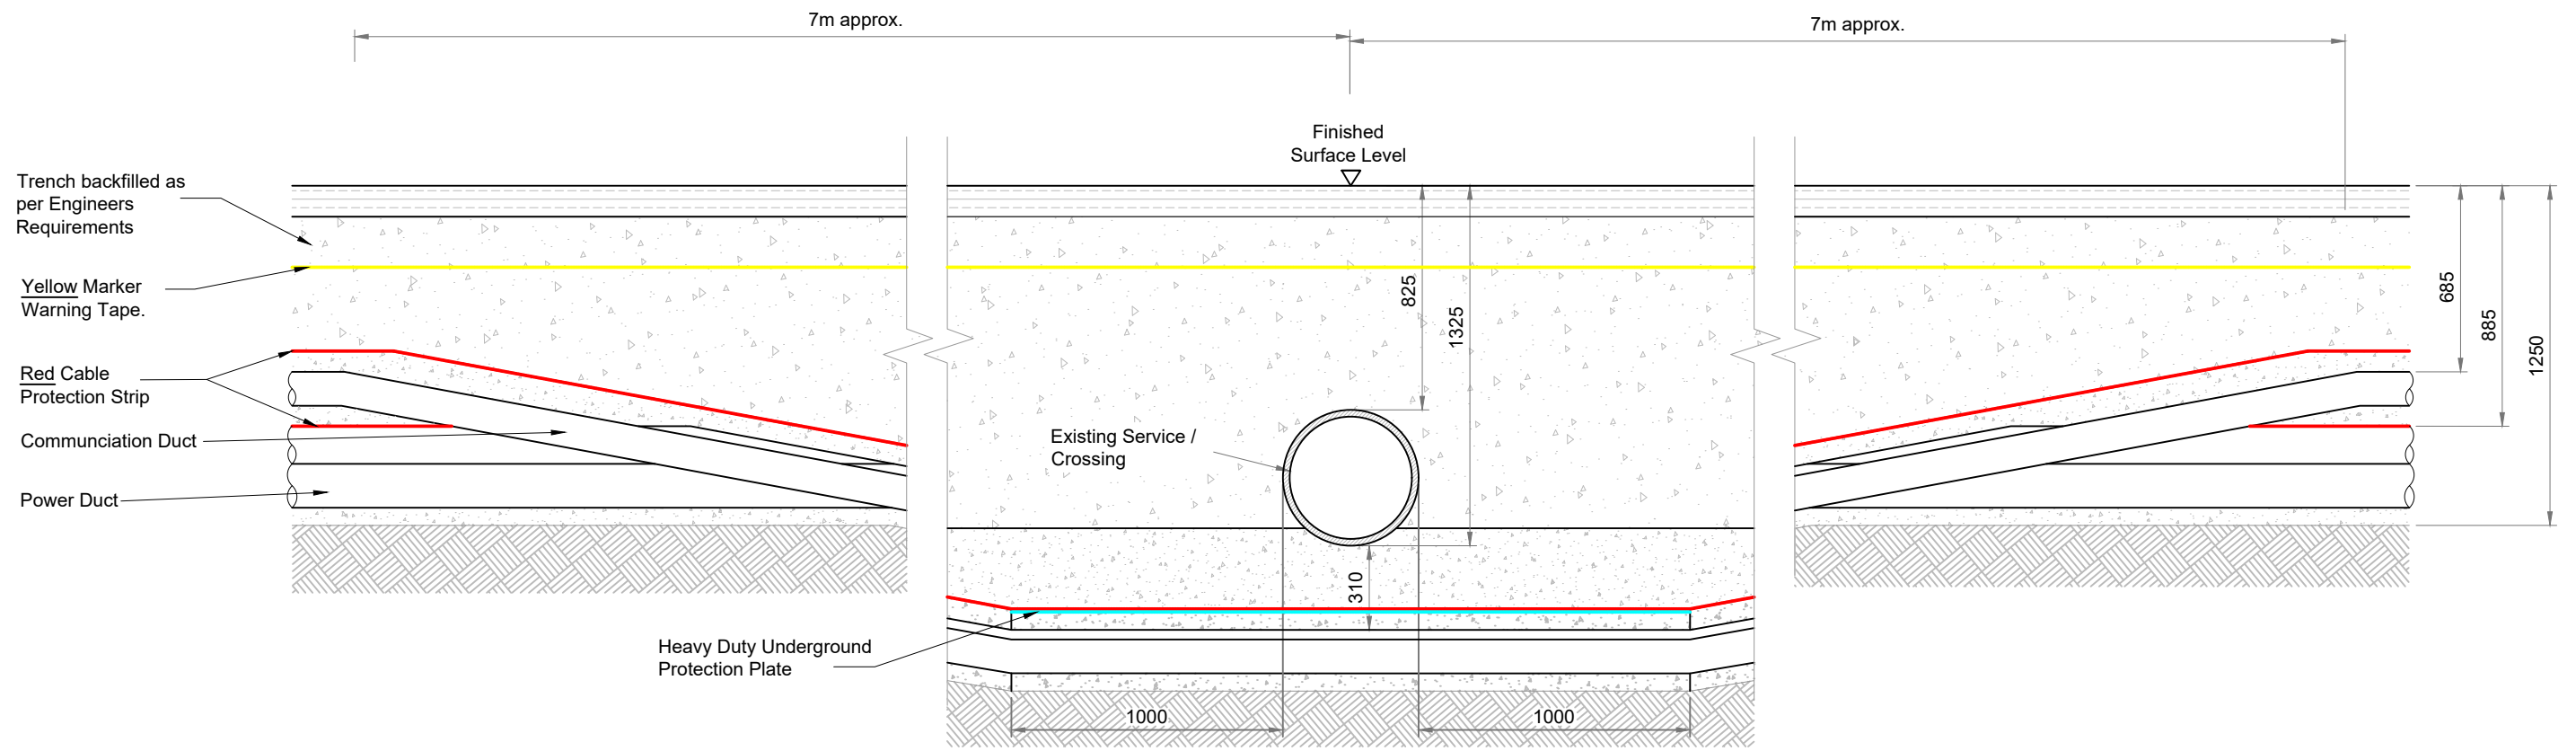 7m approx.
7m approx.
Finished
Surface Level
Trench backfilled as
per Engineers
Requirements
Yellow Marker
Warning Tape.
Red Cable
Protection Strip
Communciation Duct
Power Duct
825
1325
Existing Service /
Crossing
310
Heavy Duty Underground
Protection Plate
1000
1000
685
885
1250